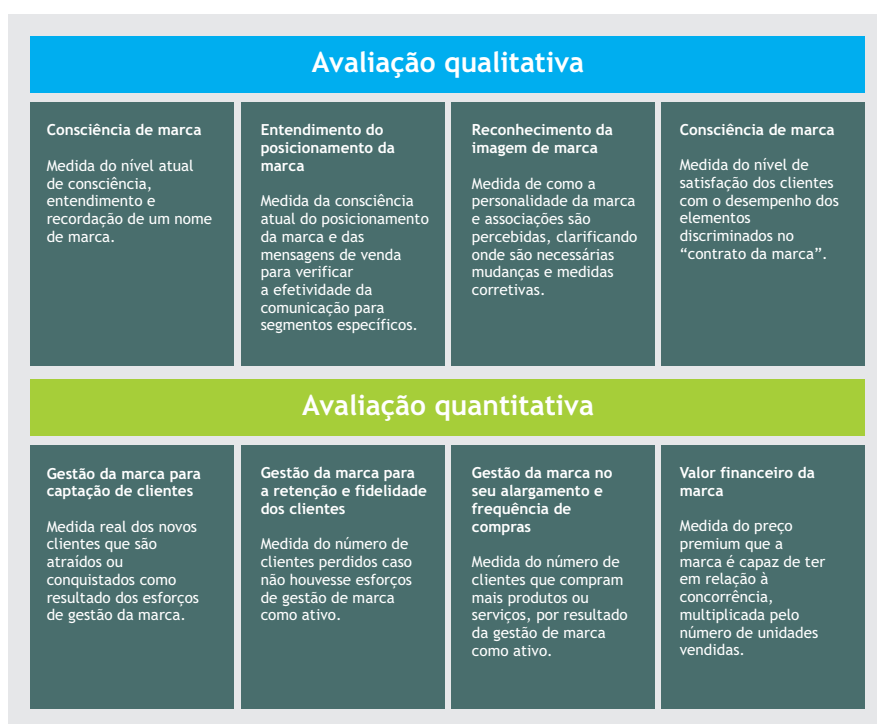 Avaliação qualitativa
Consciência de marca
Medida do nível atual
de consciência,
entendimento e
recordação de um nome
de marca.
Entendimento do
posicionamento da
marca
Medida da consciência
atual do posicionamento
da marca e das
mensagens de venda
para verificar
a efetividade da
comunicação para
segmentos específicos.
Reconhecimento da
imagem de marca
Medida de como a
personalidade da marca
e associações são
percebidas, clarificando
onde são necessárias
mudanças e medidas
corretivas.
Consciência de marca
Medida do nível de
satisfação dos clientes
com o desempenho dos
elementos
discriminados no
“contrato da marca”.
Avaliação quantitativa
Gestão da marca para
captação de clientes
Medida real dos novos
clientes que são
atraídos ou
conquistados como
resultado dos esforços
de gestão da marca.
Gestão da marca para
a retenção e fidelidade
dos clientes
Medida do número de
clientes perdidos caso
não houvesse esforços
de gestão de marca
como ativo.
Gestão da marca no
seu alargamento e
frequência de
compras
Medida do número de
clientes que compram
mais produtos ou
serviços, por resultado
da gestão de marca
como ativo.
Valor financeiro da
marca
Medida do preço
premium que a
marca é capaz de ter
em relação à
concorrência,
multiplicada pelo
número de unidades
vendidas.